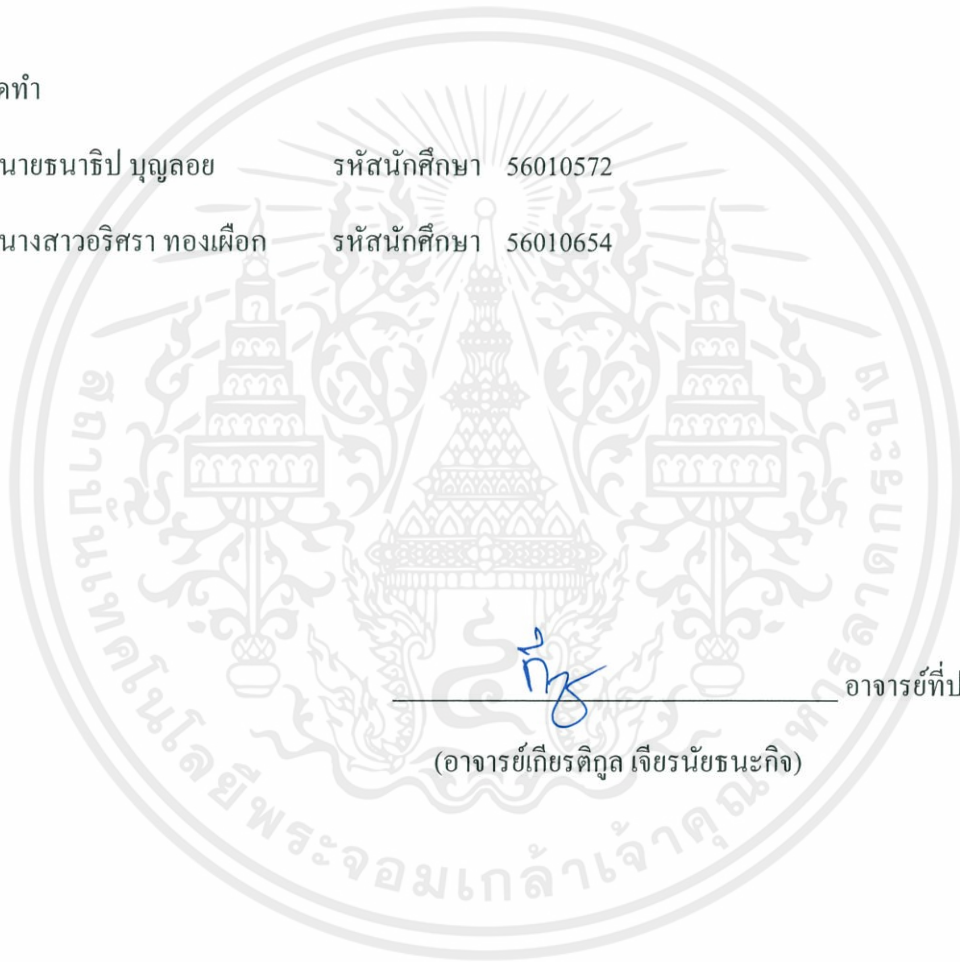 ดทำ
นายธนาธิป บุญลอย รหัสนักศึกษา 56010572
นางสาวอริศรา ทองเผือก รหัสนักศึกษา 56010654
อาจารย์ที่ป
(อาจารย์เกียรติกูล เจียรนัยธนะกิจ)
สถาบันเทคโนโลยีพระจอมเกล้าเจ้าคุณทหารลาดกระบัง